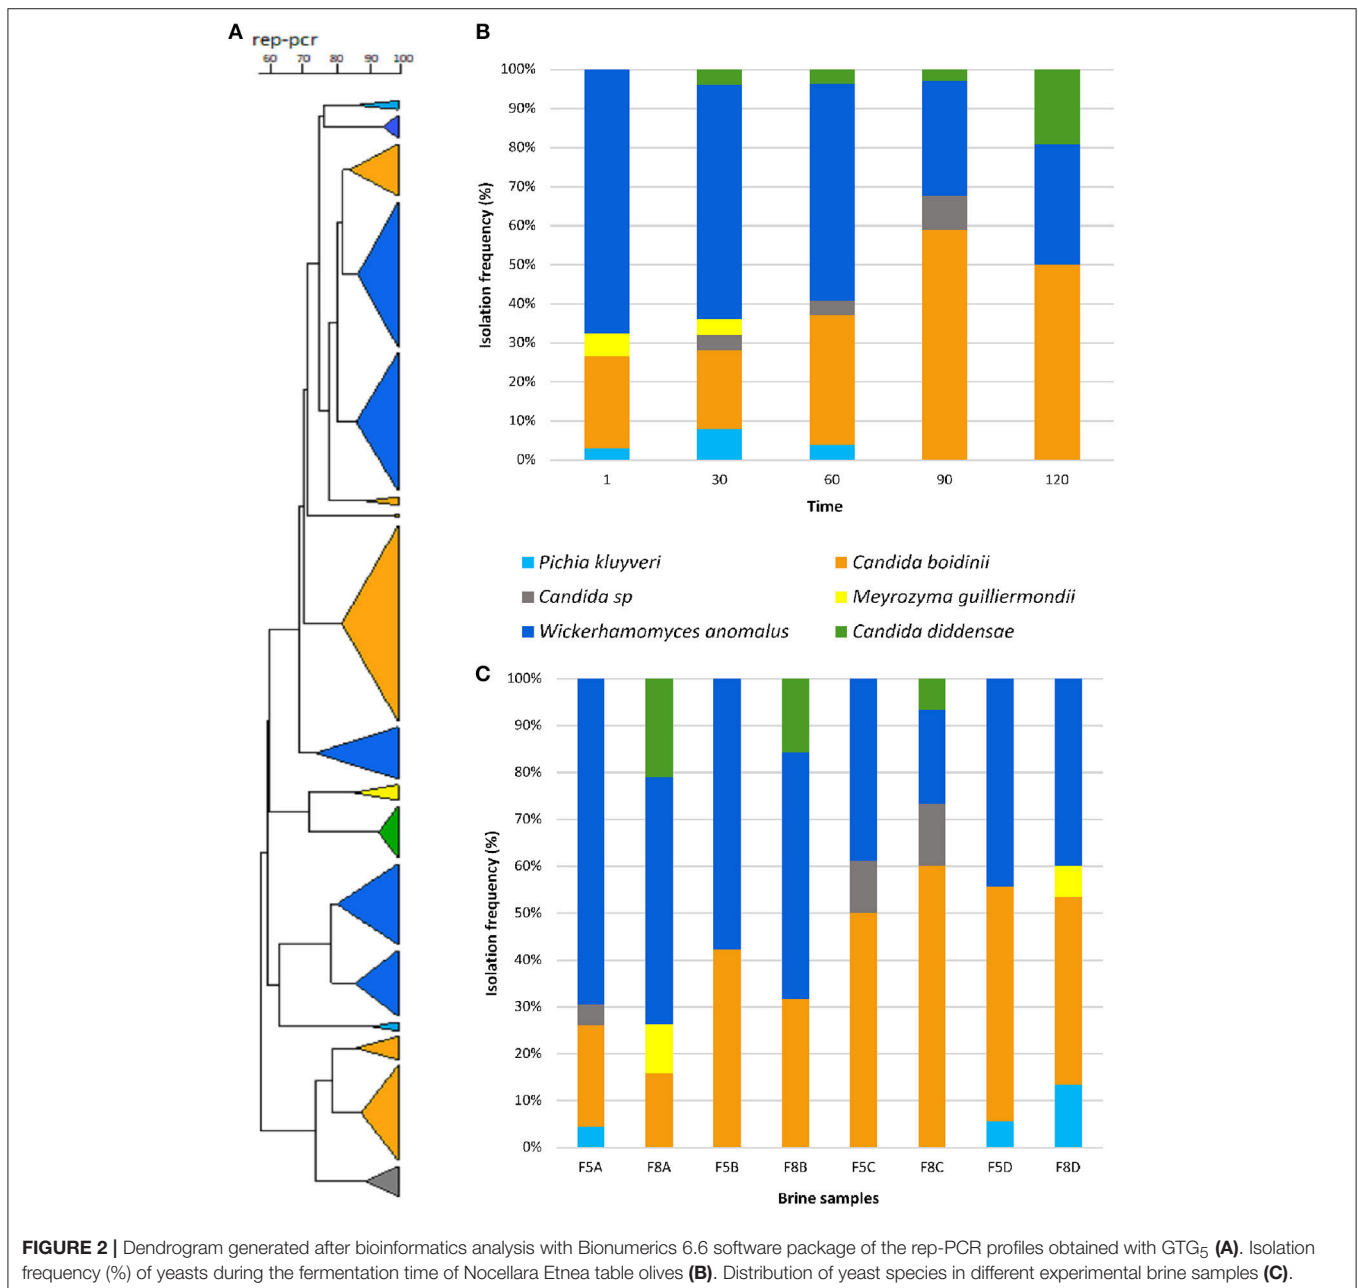 A
rep-pcr
60 70 80 90 100
B
100%
90%
80%
70%
60%
50%
40%
30%
20%
10%
0%
Isolation frequency (%)
1 30 60 90 120
Time
Pichia kluyveri
Candida boidinii
Candida sp
Meyrozyma guilliermondii
Wickerhamomyces anomalus
Candida diddensae
C
100%
90%
80%
70%
60%
50%
40%
30%
20%
10%
0%
Isolation frequency (%)
F5A F8A F5B F8B F5C F8C F5D F8D
Brine samples
FIGURE 2 | Dendrogram generated after bioinformatics analysis with Bionumerics 6.6 software package of the rep-PCR profiles obtained with GTG5 (A). Isolation
frequency (%) of yeasts during the fermentation time of Nocellara Etnea table olives (B). Distribution of yeast species in different experimental brine samples (C).